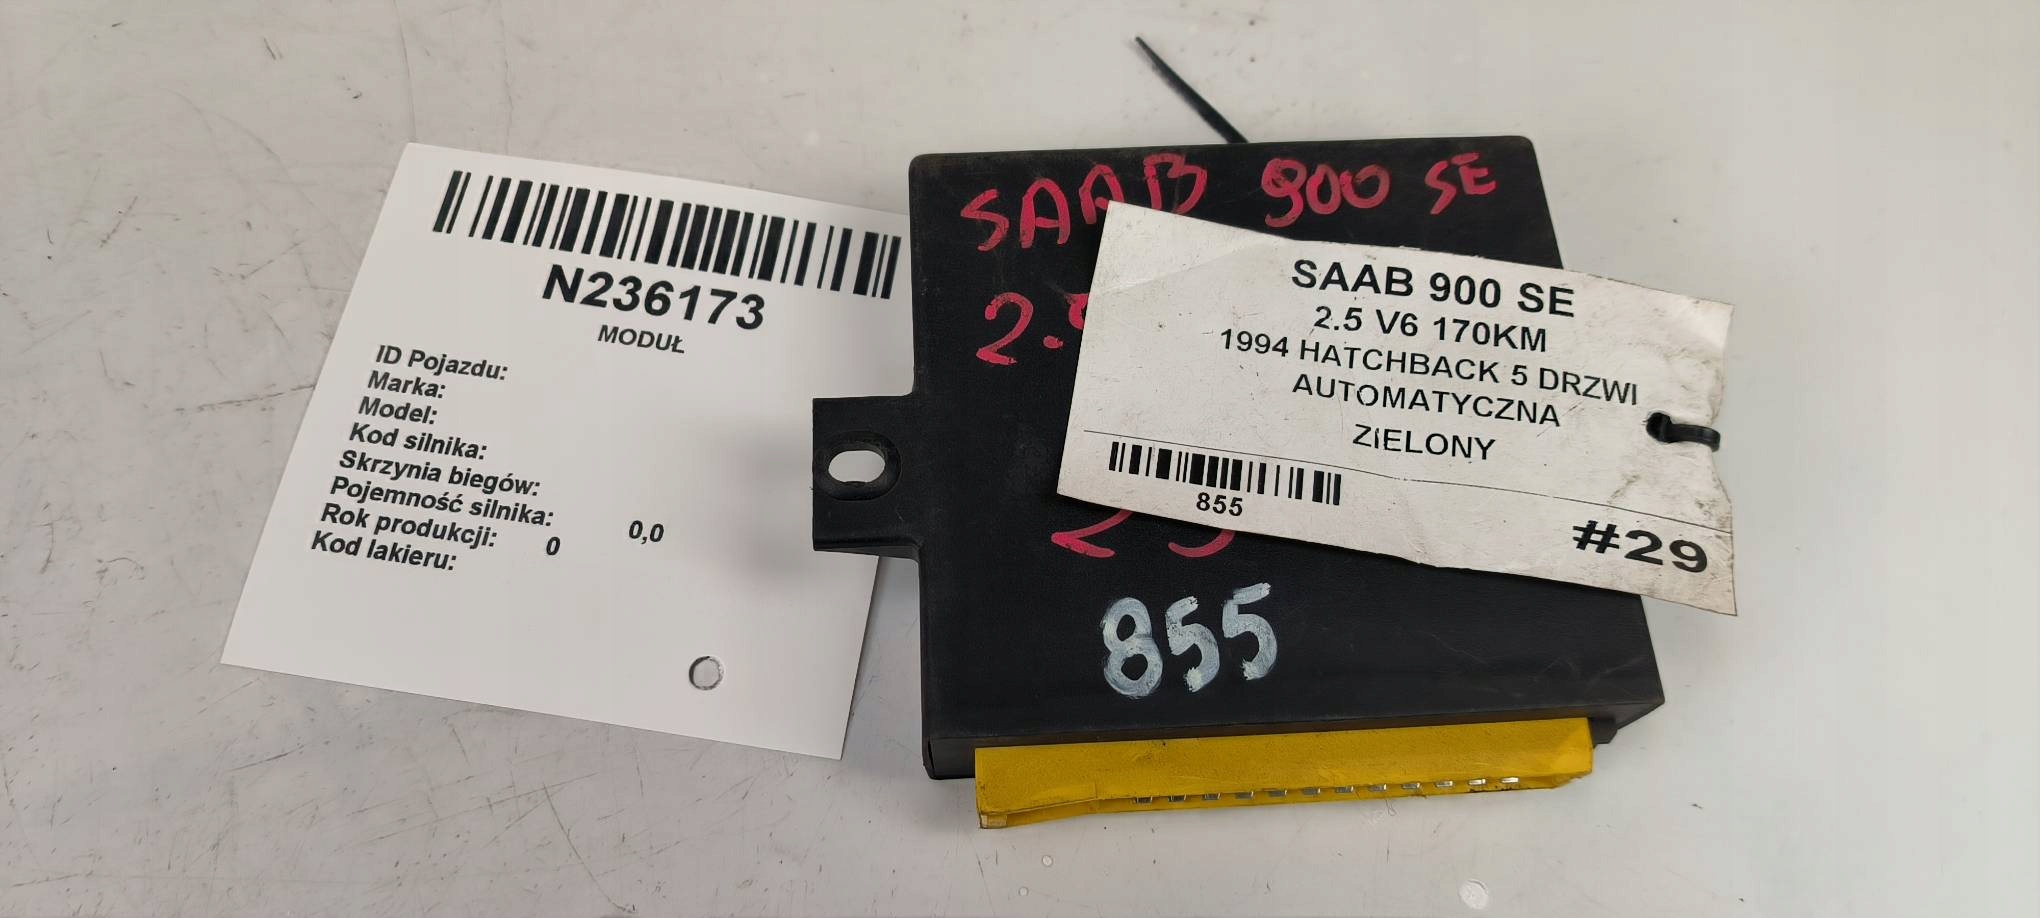 N236173
MODUŁ
ID Pojazdu:
Marka:
Model:
Kod silnika:
Skrzynia biegów:
Pojemność silnika: 0,0
Rok produkcji: 0
Kod lakieru:
SAAB 900 SE
2.
855
SAAB 900 SE
2.5 V6 170KM
1994 HATCHBACK 5 DRZWI
AUTOMATYCZNA
ZIELONY
855
#29